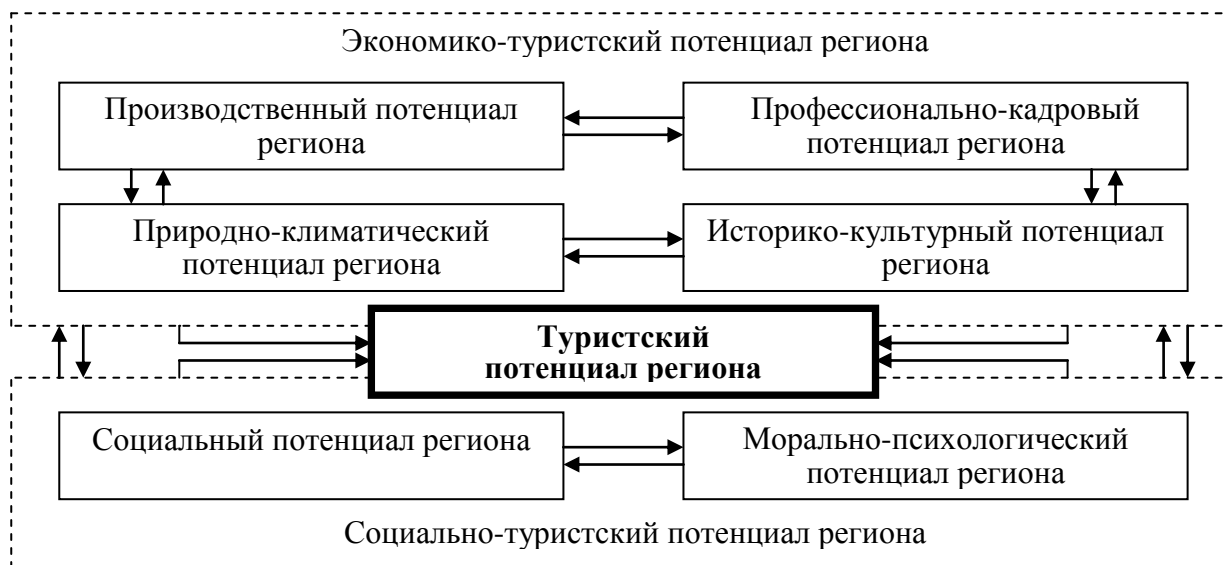 Экономико-туристский потенциал региона
Производственный потенциал
региона
Профессионально-кадровый
потенциал региона
Природно-климатический
потенциал региона
Историко-культурный потенциал
региона
Туристский
потенциал региона
Социальный потенциал региона
Морально-психологический
потенциал региона
Социально-туристский потенциал региона